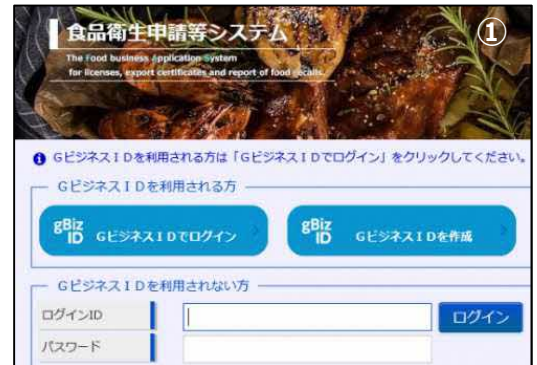 食品衛生申請等システム
①
The Food business Application System
for licenses, export certificates and report of food recalls
GビジネスIDを利用される方は「GビジネスIDでログイン」をクリックしてください。
GビジネスIDを利用される方
gBiz ID GビジネスIDでログイン
gBiz ID GビジネスIDを作成
GビジネスIDを利用されない方
ログインID
ログイン
パスワード